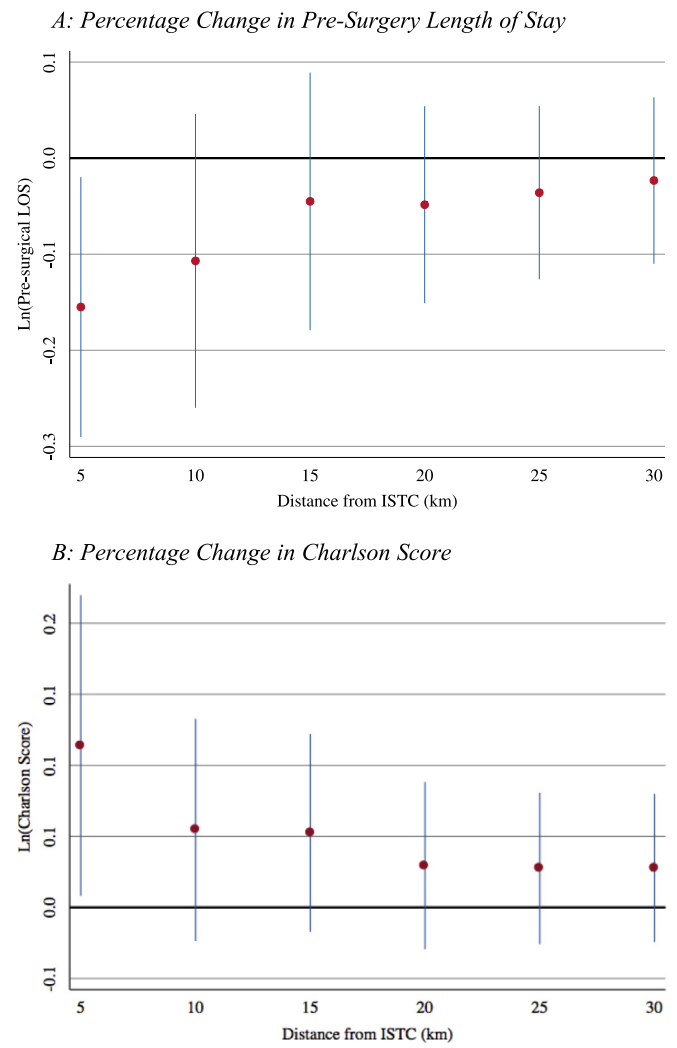 A: Percentage Change in Pre-Surgery Length of Stay
0.1
0.0
-0.1
-0.2
-0.3
Ln(Pre-surgical LOS)
5 10 15 20 25 30
Distance from ISTC (km)
B: Percentage Change in Charlson Score
0.2
0.1
0.1
0.1
0.0
-0.1
Ln(Charlson Score)
5 10 15 20 25 30
Distance from ISTC (km)